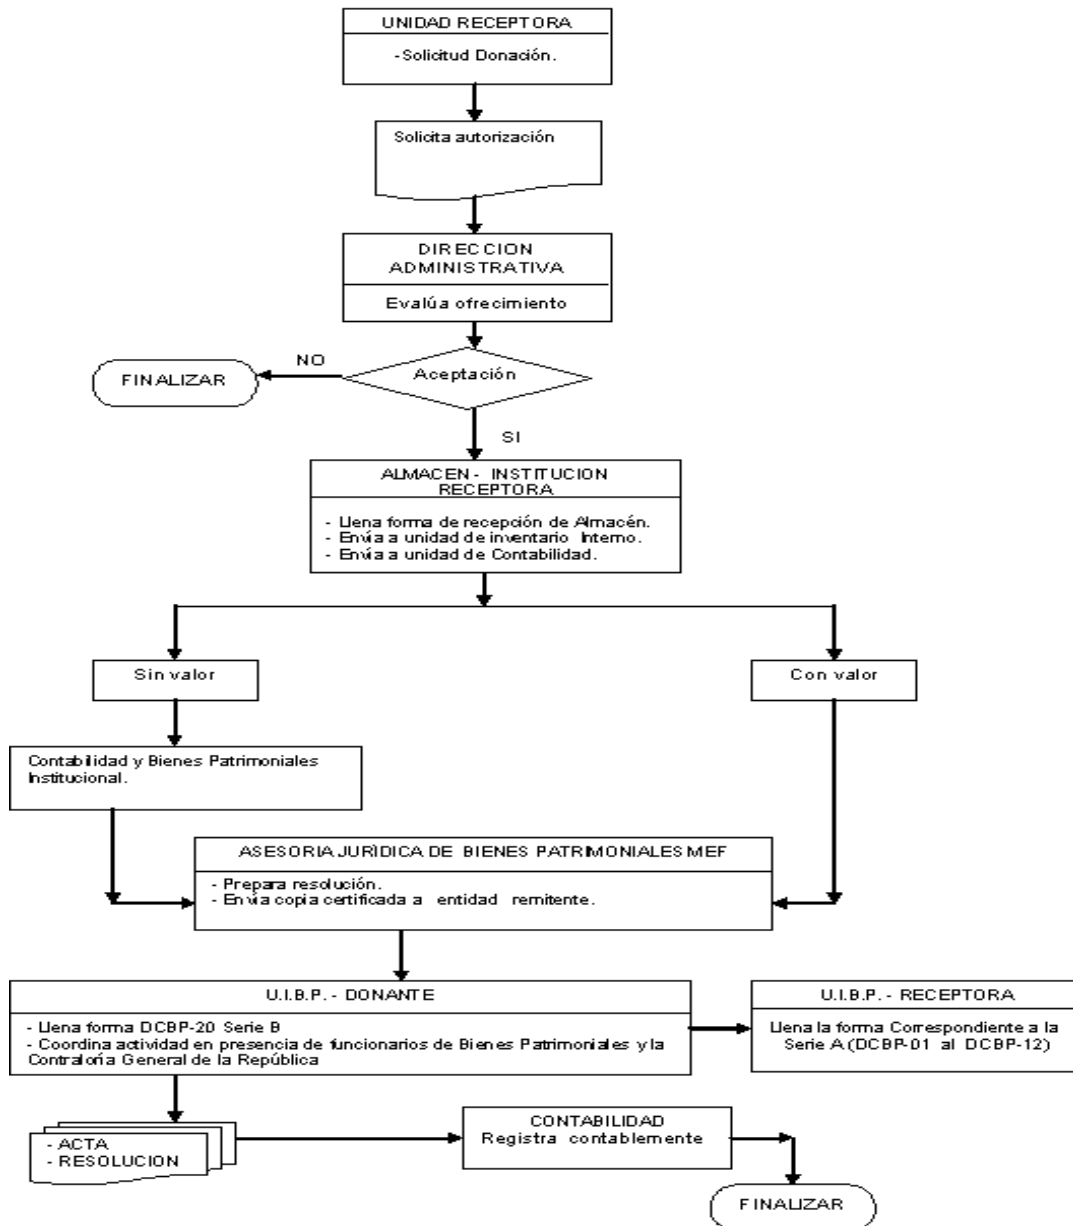 UNIDAD RECEPTORA
-Solicitud Donación.
Solicita autorización
DIRECCION
ADMINISTRATIVA
Evalúa ofrecimiento
NO
Aceptación
FINALIZAR
SI
ALMACEN - INSTITUCION
RECEPTORA
- Llena forma de recepción de Almacén.
- Envía a unidad de inventario Interno.
- Envía a unidad de Contabilidad.
Sin valor
Con valor
Contabilidad y Bienes Patrimoniales
Institucional.
ASESORIA JURÍDICA DE BIENES PATRIMONIALES MEF
- Prepara resolución.
- Envía copia certificada a entidad remitente.
U.I.B.P. - DONANTE
- Llena forma DCBP-20 Serie B
- Coordina actividad en presencia de funcionarios de Bienes Patrimoniales y la
Contraloría General de la República
U.I.B.P. - RECEPTORA
Llena la forma Correspondiente a la
Serie A (DCBP-01 al DCBP-12)
- ACTA
- RESOLUCION
CONTABILIDAD
Registra contablemente
FINALIZAR